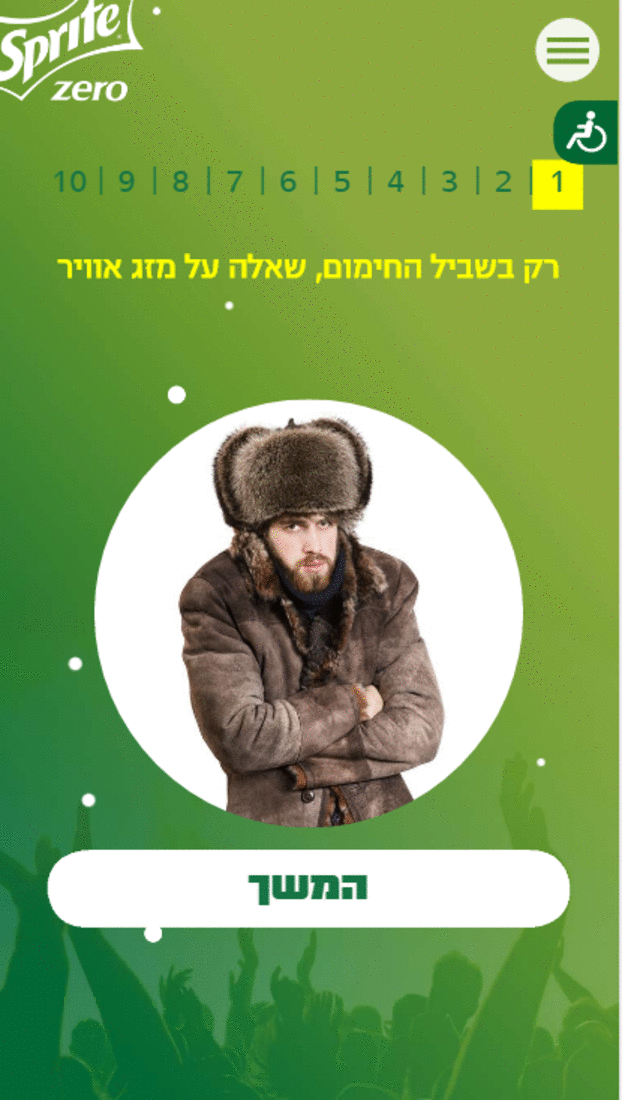 Sprite
zero
1 | 2 | 3 | 4 | 5 | 6 | 7 | 8 | 9 | 10
רק בשביל החימום, שאלה על מזג אוויר
המשך